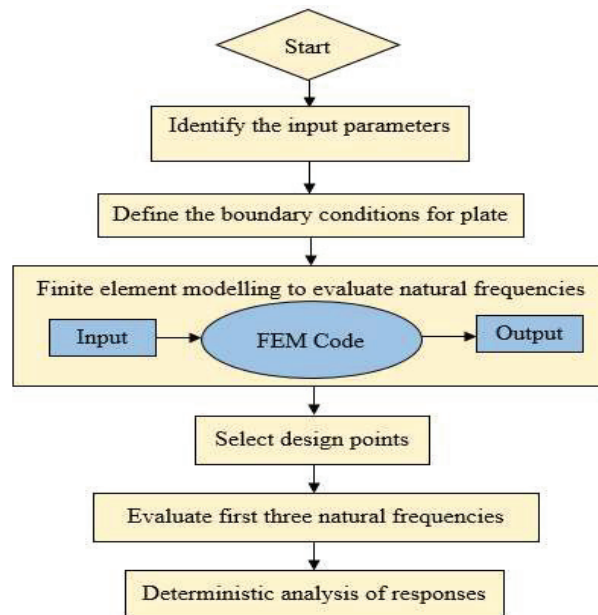 Start
Identify the input parameters
Define the boundary conditions for plate
Finite element modelling to evaluate natural frequencies
Input
FEM Code
Output
Select design points
Evaluate first three natural frequencies
Deterministic analysis of responses